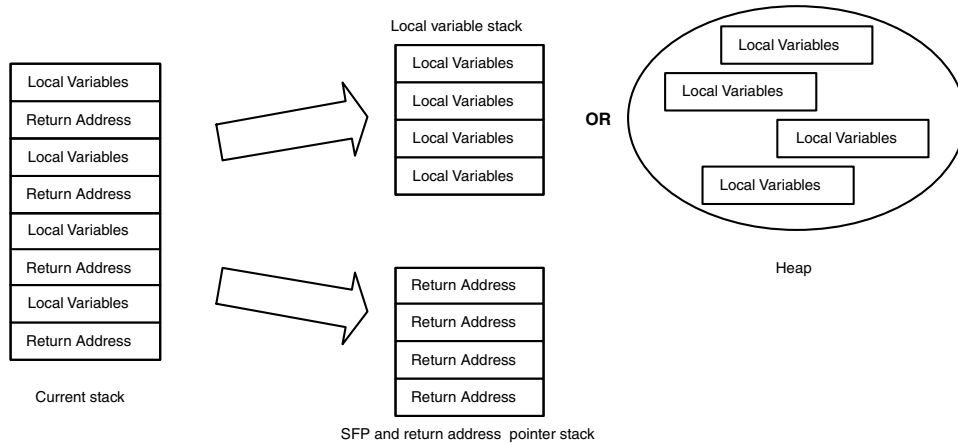 Local Variables
Return Address
Local Variables
Return Address
Local Variables
Return Address
Local Variables
Return Address
Current stack
Local variable stack
Local Variables
Local Variables
Local Variables
Local Variables
OR
Local Variables
Local Variables
Local Variables
Local Variables
Heap
Return Address
Return Address
Return Address
Return Address
SFP and return address pointer stack